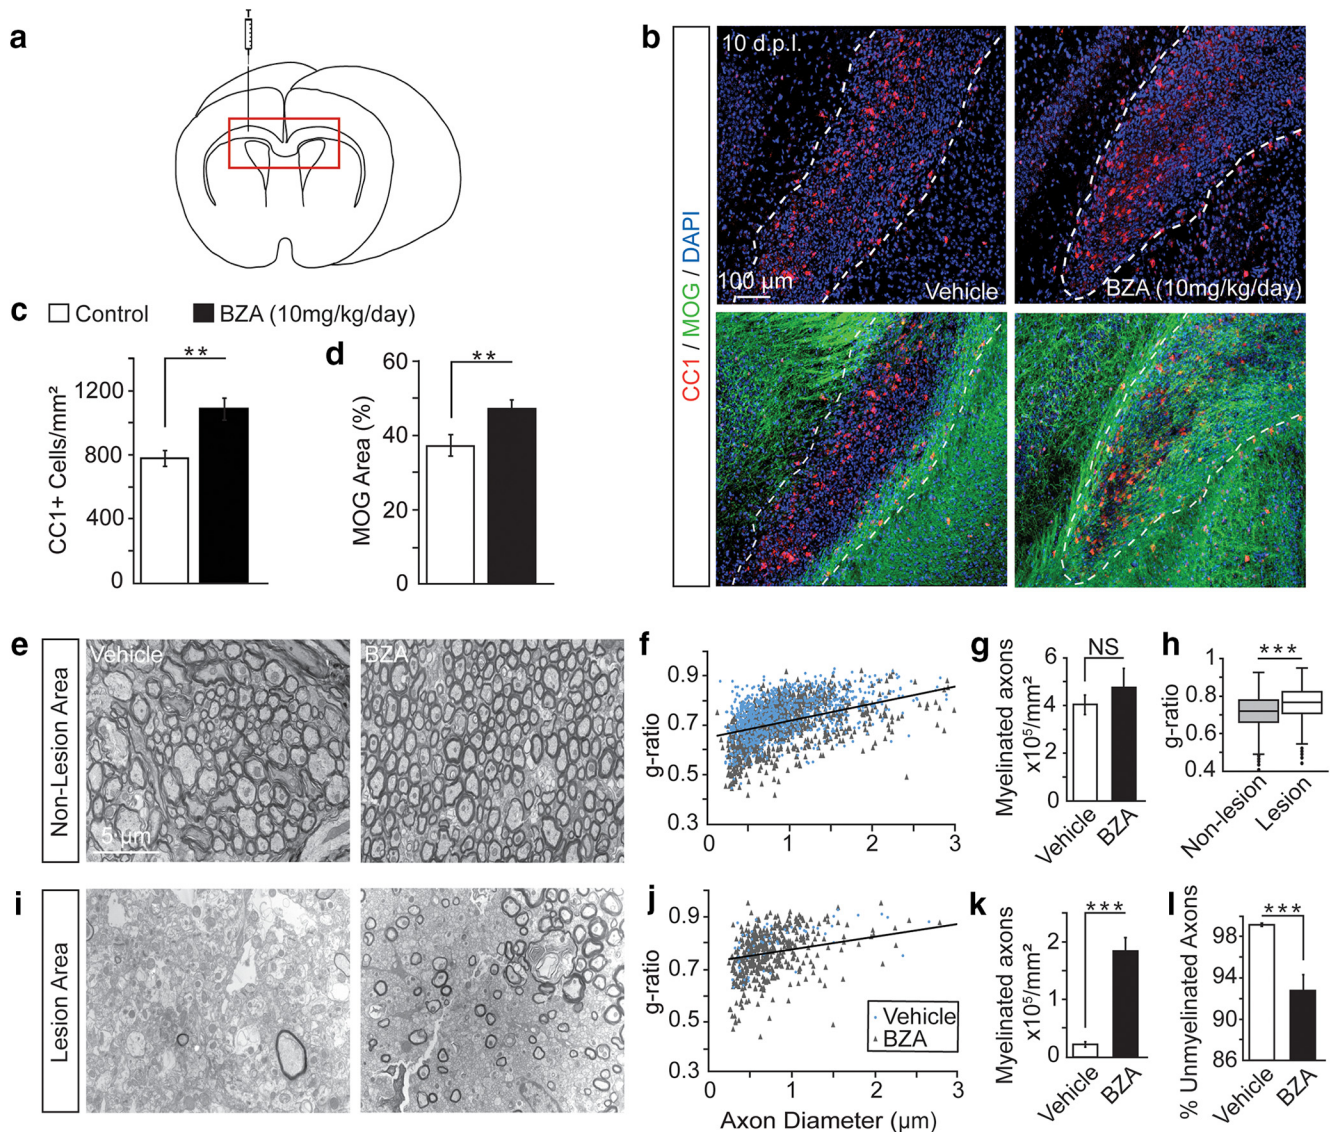 a
b
CC1 / MOG / DAPI
10 d.p.l.
100 µm
Vehicle
BZA (10mg/kg/day)
c
Control
BZA (10mg/kg/day)
**
CC1+ Cells/mm²
1200
800
400
0
d
**
MOG Area (%)
60
40
20
0
e
Non-Lesion Area
Vehicle
5 µm
BZA
f
g-ratio
0.9
0.7
0.5
0.3
0
1
2
3
g
NS
Myelinated axons
x10⁵/mm²
6
4
2
0
Vehicle
BZA
h
***
g-ratio
1
0.8
0.6
0.4
Non-lesion
Lesion
i
Lesion Area
j
g-ratio
0.9
0.7
0.5
0.3
0
1
2
3
Vehicle
BZA
Axon Diameter (µm)
k
***
Myelinated axons
x10⁵/mm²
2
1
0
Vehicle
BZA
l
***
% Unmyelinated Axons
98
94
90
86
Vehicle
BZA